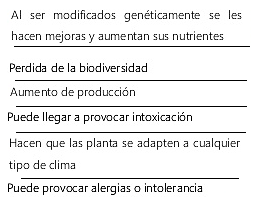 Al ser modificados genéticamente se les
hacen mejoras y aumentan sus nutrientes
Perdida de la biodiversidad
Aumento de producción
Puede llegar a provocar intoxicación
Hacen que las planta se adapten a cualquier
tipo de clima
Puede provocar alergias o intolerancia